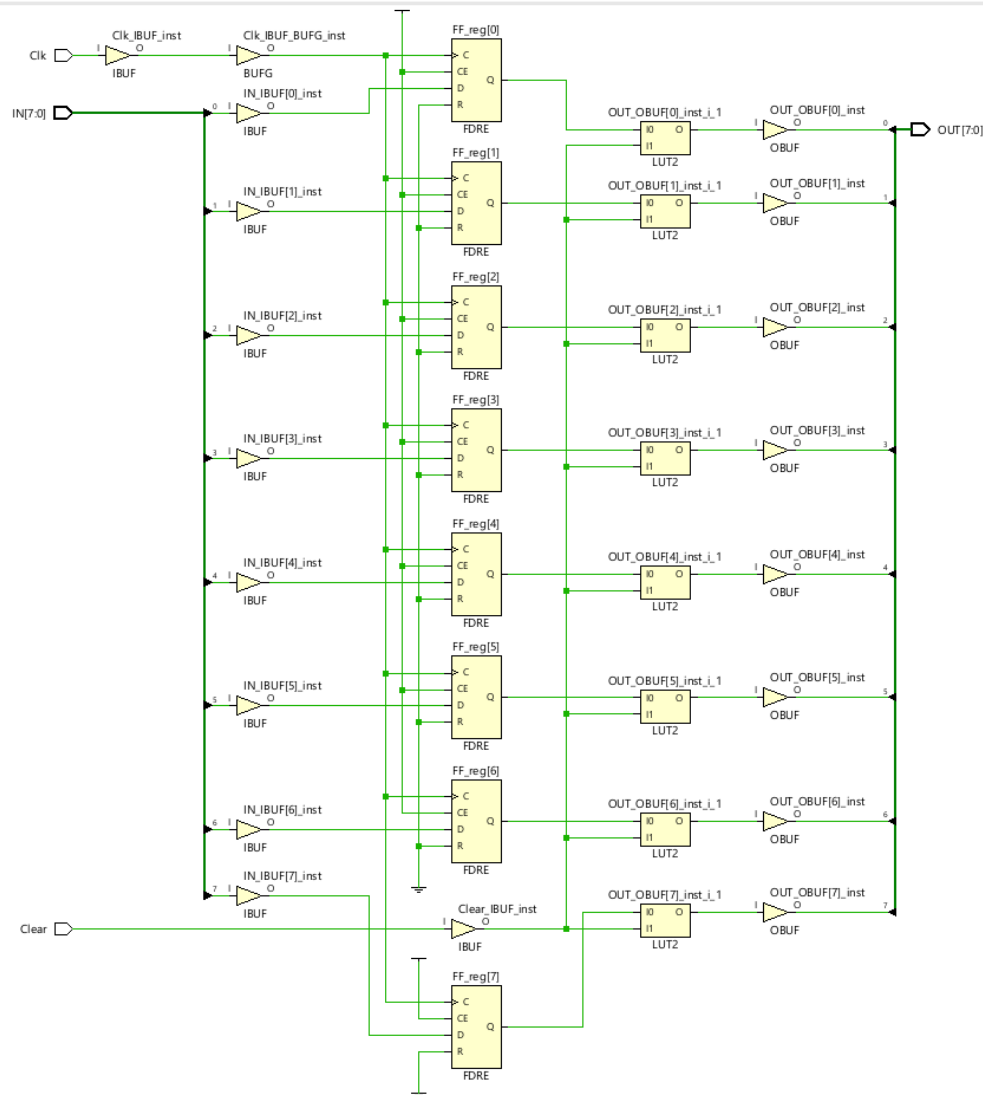 Clk
Clk_IBUF_inst
I
O
IBUF
Clk_IBUF_BUFG_inst
I
O
BUFG
FF_reg[0]
C
CE
D
R
Q
FDRE
IN[7:0]
0
IN_IBUF[0]_inst
I
O
IBUF
OUT_OBUF[0]_inst_i_1
I0
I1
O
LUT2
OUT_OBUF[0]_inst
I
O
OBUF
0
OUT[7:0]
FF_reg[1]
C
CE
D
R
Q
FDRE
1
IN_IBUF[1]_inst
I
O
IBUF
OUT_OBUF[1]_inst_i_1
I0
I1
O
LUT2
OUT_OBUF[1]_inst
I
O
OBUF
1
FF_reg[2]
C
CE
D
R
Q
FDRE
2
IN_IBUF[2]_inst
I
O
IBUF
OUT_OBUF[2]_inst_i_1
I0
I1
O
LUT2
OUT_OBUF[2]_inst
I
O
OBUF
2
FF_reg[3]
C
CE
D
R
Q
FDRE
3
IN_IBUF[3]_inst
I
O
IBUF
OUT_OBUF[3]_inst_i_1
I0
I1
O
LUT2
OUT_OBUF[3]_inst
I
O
OBUF
3
FF_reg[4]
C
CE
D
R
Q
FDRE
4
IN_IBUF[4]_inst
I
O
IBUF
OUT_OBUF[4]_inst_i_1
I0
I1
O
LUT2
OUT_OBUF[4]_inst
I
O
OBUF
4
FF_reg[5]
C
CE
D
R
Q
FDRE
5
IN_IBUF[5]_inst
I
O
IBUF
OUT_OBUF[5]_inst_i_1
I0
I1
O
LUT2
OUT_OBUF[5]_inst
I
O
OBUF
5
FF_reg[6]
C
CE
D
R
Q
FDRE
6
IN_IBUF[6]_inst
I
O
IBUF
OUT_OBUF[6]_inst_i_1
I0
I1
O
LUT2
OUT_OBUF[6]_inst
I
O
OBUF
6
7
IN_IBUF[7]_inst
I
O
IBUF
OUT_OBUF[7]_inst_i_1
I0
I1
O
LUT2
OUT_OBUF[7]_inst
I
O
OBUF
7
Clear
Clear_IBUF_inst
I
O
IBUF
FF_reg[7]
C
CE
D
R
Q
FDRE